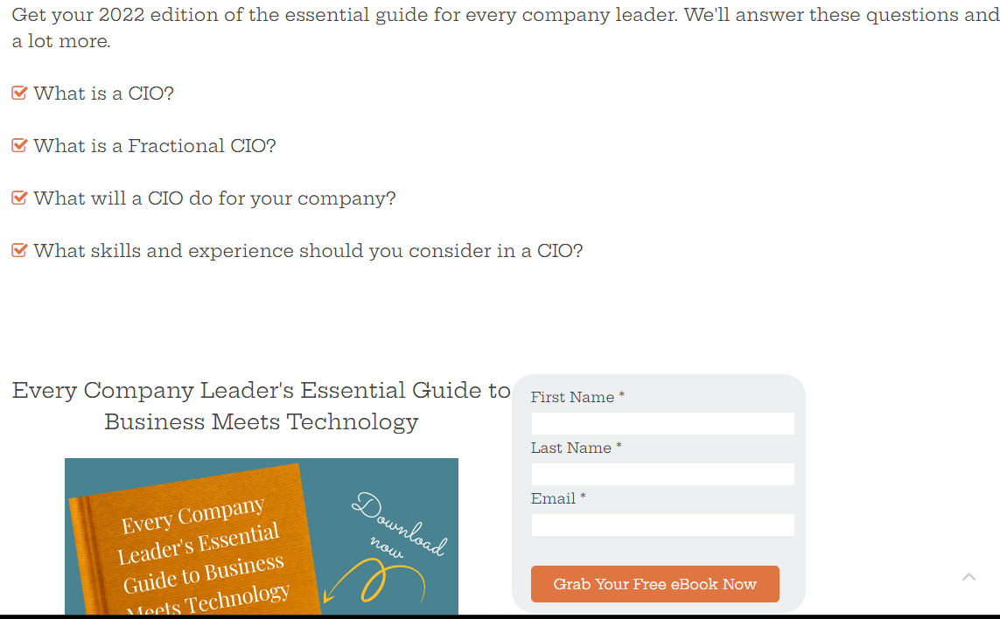 Get your 2022 edition of the essential guide for every company leader. We'll answer these questions and
a lot more.
What is a CIO?
What is a Fractional CIO?
What will a CIO do for your company?
What skills and experience should you consider in a CIO?
Every Company Leader's Essential Guide to
Business Meets Technology
Every Company
Leader's Essential
Guide to Business
Meets Technology
Download
now
First Name *
Last Name *
Email *
Grab Your Free eBook Now